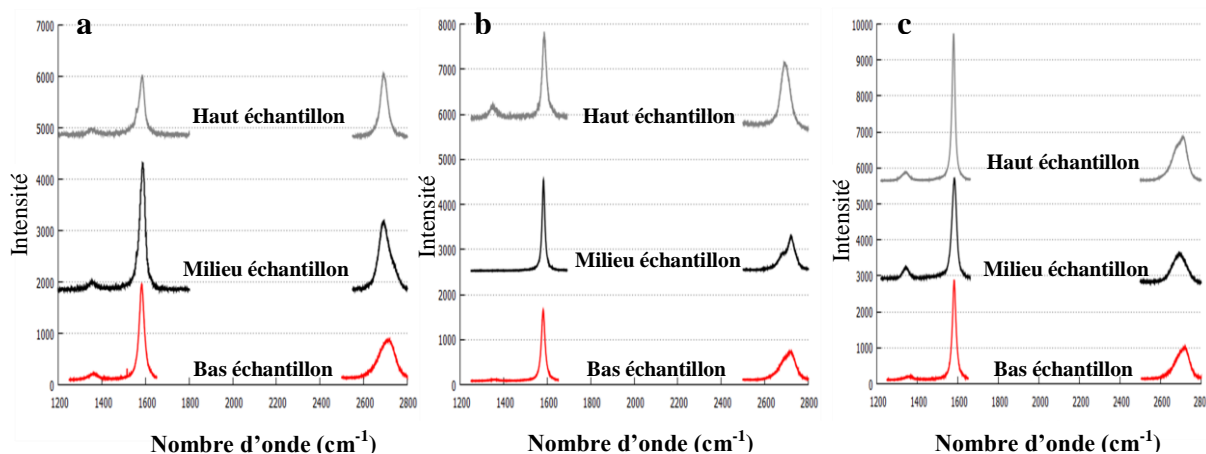 a
7000
6000
5000
4000
3000
2000
1000
0
Intensité
Haut échantillon
Milieu échantillon
Bas échantillon
1200 1400 1600 1800 2000 2200 2400 2600 2800
Nombre d'onde (cm-1)
b
8000
7000
6000
5000
4000
3000
2000
1000
0
Intensité
Haut échantillon
Milieu échantillon
Bas échantillon
1200 1400 1600 1800 2000 2200 2400 2600 2800
Nombre d'onde (cm-1)
c
10000
9000
8000
7000
6000
5000
4000
3000
2000
1000
0
Intensité
Haut échantillon
Milieu échantillon
Bas échantillon
1200 1400 1600 1800 2000 2200 2400 2600 2800
Nombre d'onde (cm-1)